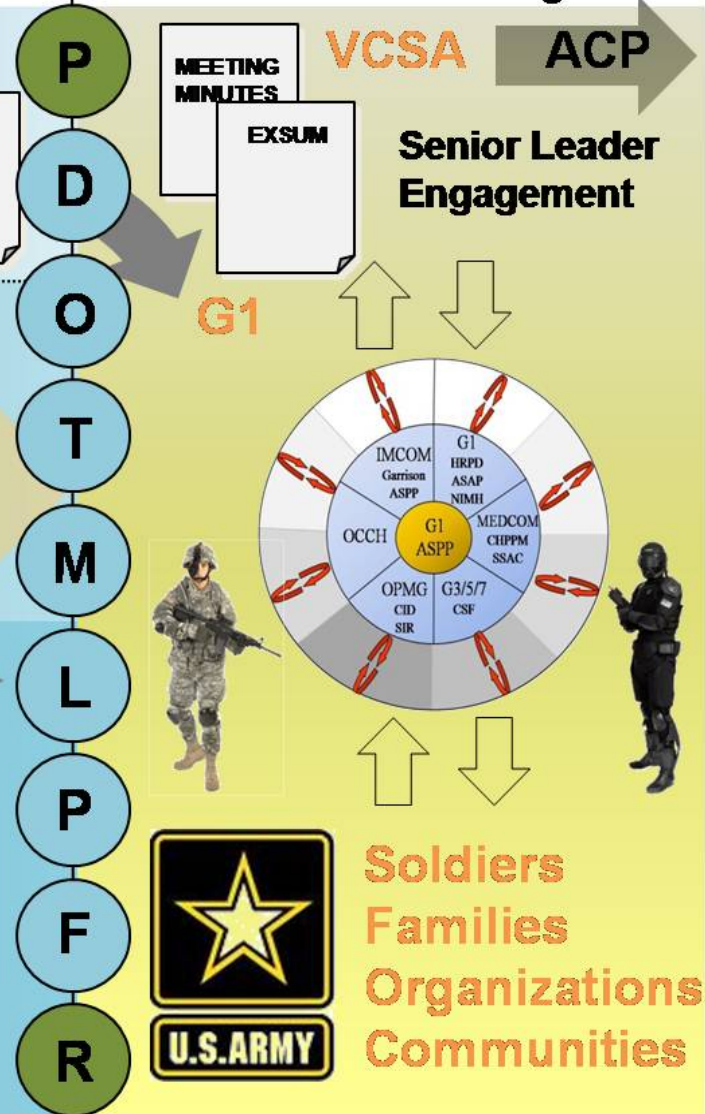 P
D
O
T
M
L
P
F
R
MEETING
MINUTES
EXSUM
VCSA
ACP
Senior Leader
Engagement
G1
IMCOM
Garrison
ASPP
G1
HRPD
ASAP
NIMH
OCCH
G1
ASPP
MEDCOM
CHPPM
SSAC
OPMG
CID
SIR
G3/5/7
CSF
Soldiers
Families
Organizations
Communities
U.S.ARMY